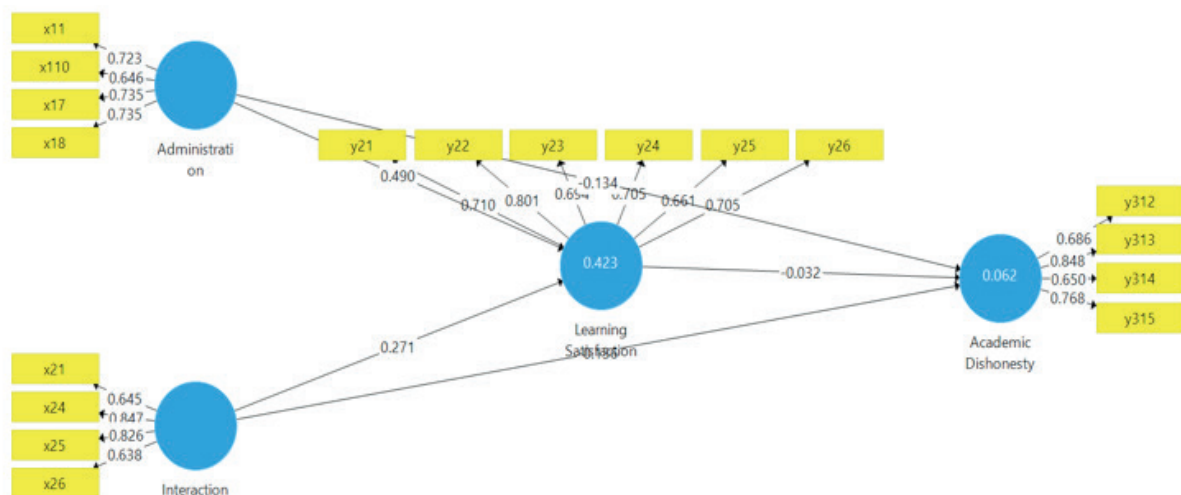 x11
x110
x17
x18
0.723
0.646
0.735
0.735
Administrati
on
y21
y22
y23
y24
y25
y26
0.490
0.710
0.801
0.705
0.661
0.705
-0.134
0.423
Learning
Satisfaction
-0.032
0.271
0.062
Academic
Dishonesty
0.686
0.848
0.650
0.768
y312
y313
y314
y315
x21
x24
x25
x26
0.645
0.847
0.826
0.638
Interaction